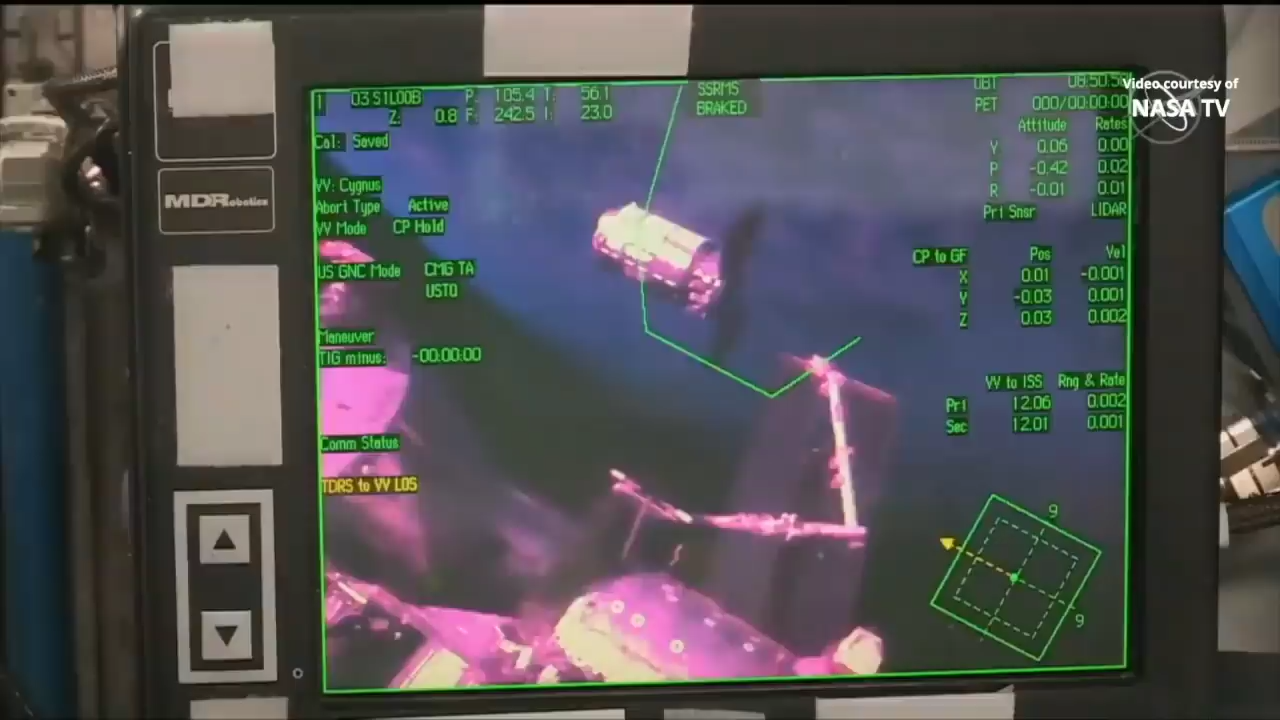 Video courtesy of
NASA TV
MDRobotics
1 03 S1LOOB P: 105.4 T: 56.1
Z: 0.8 F: 242.5 I: 23.0
SSRMS
BRAKED
08:50:5
PET 000/00:00:00
Attitude Rates
Y 0.06 0.00
P -0.42 0.02
R -0.01 0.01
Pri Snsr LIDAR
Cal: Saved
VV: Cygnus
Abort Type Active
VV Mode CP Hold
US GNC Mode CMG TA
USTO
Maneuver
TIG minus: -00:00:00
Comm Status
TDRS to VV LOS
CP to GF Pos Vel
X 0.01 -0.001
Y -0.03 0.001
Z 0.03 0.002
VV to ISS Rng & Rate
Pri 12.06 0.002
Sec 12.01 0.001
9
9